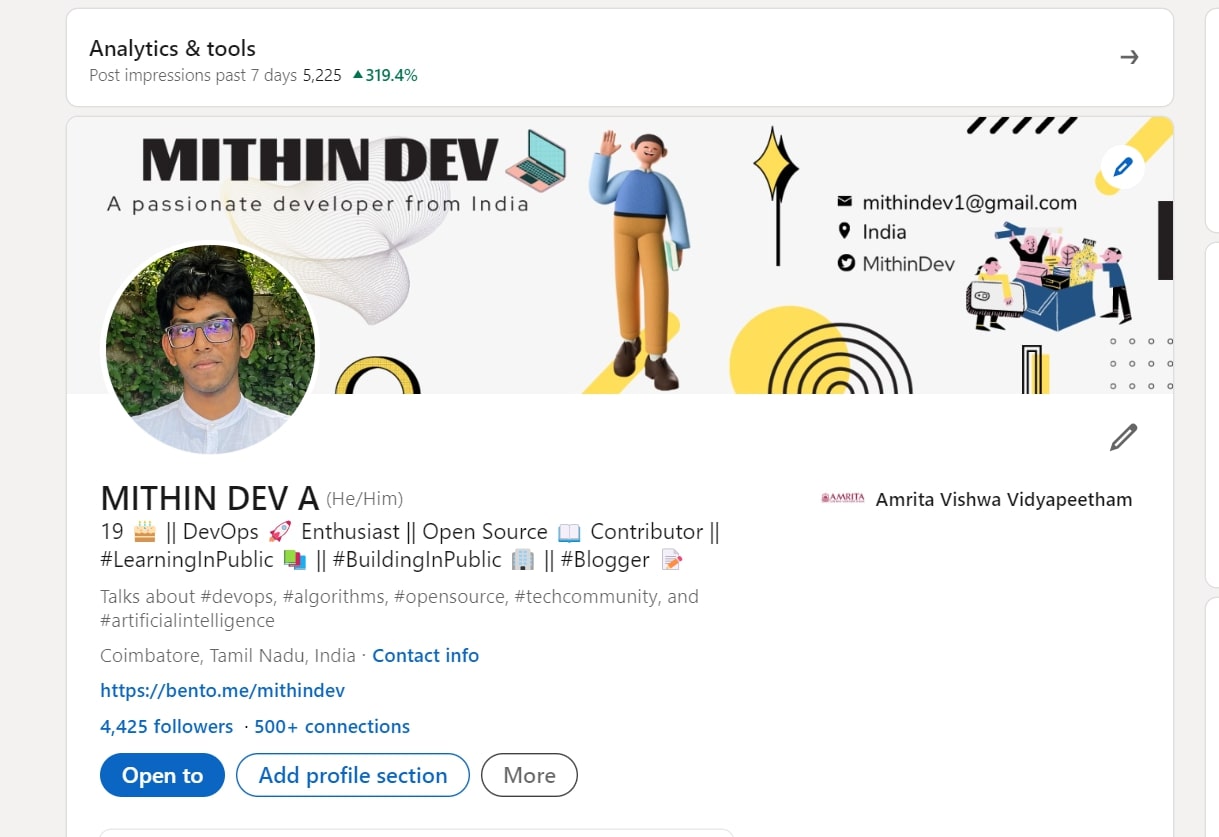 Analytics & tools
Post impressions past 7 days 5,225 ▲319.4%
MITHIN DEV
A passionate developer from India
mithindev1@gmail.com
India
MithinDev
MITHIN DEV A (He/Him)
AMRITA Amrita Vishwa Vidyapeetham
19 🎂 || DevOps 🚀 Enthusiast || Open Source 📖 Contributor ||
#LearningInPublic 📚 || #BuildingInPublic 🏢 || #Blogger 📝
Talks about #devops, #algorithms, #opensource, #techcommunity, and
#artificialintelligence
Coimbatore, Tamil Nadu, India · Contact info
https://bento.me/mithindev
4,425 followers · 500+ connections
Open to
Add profile section
More